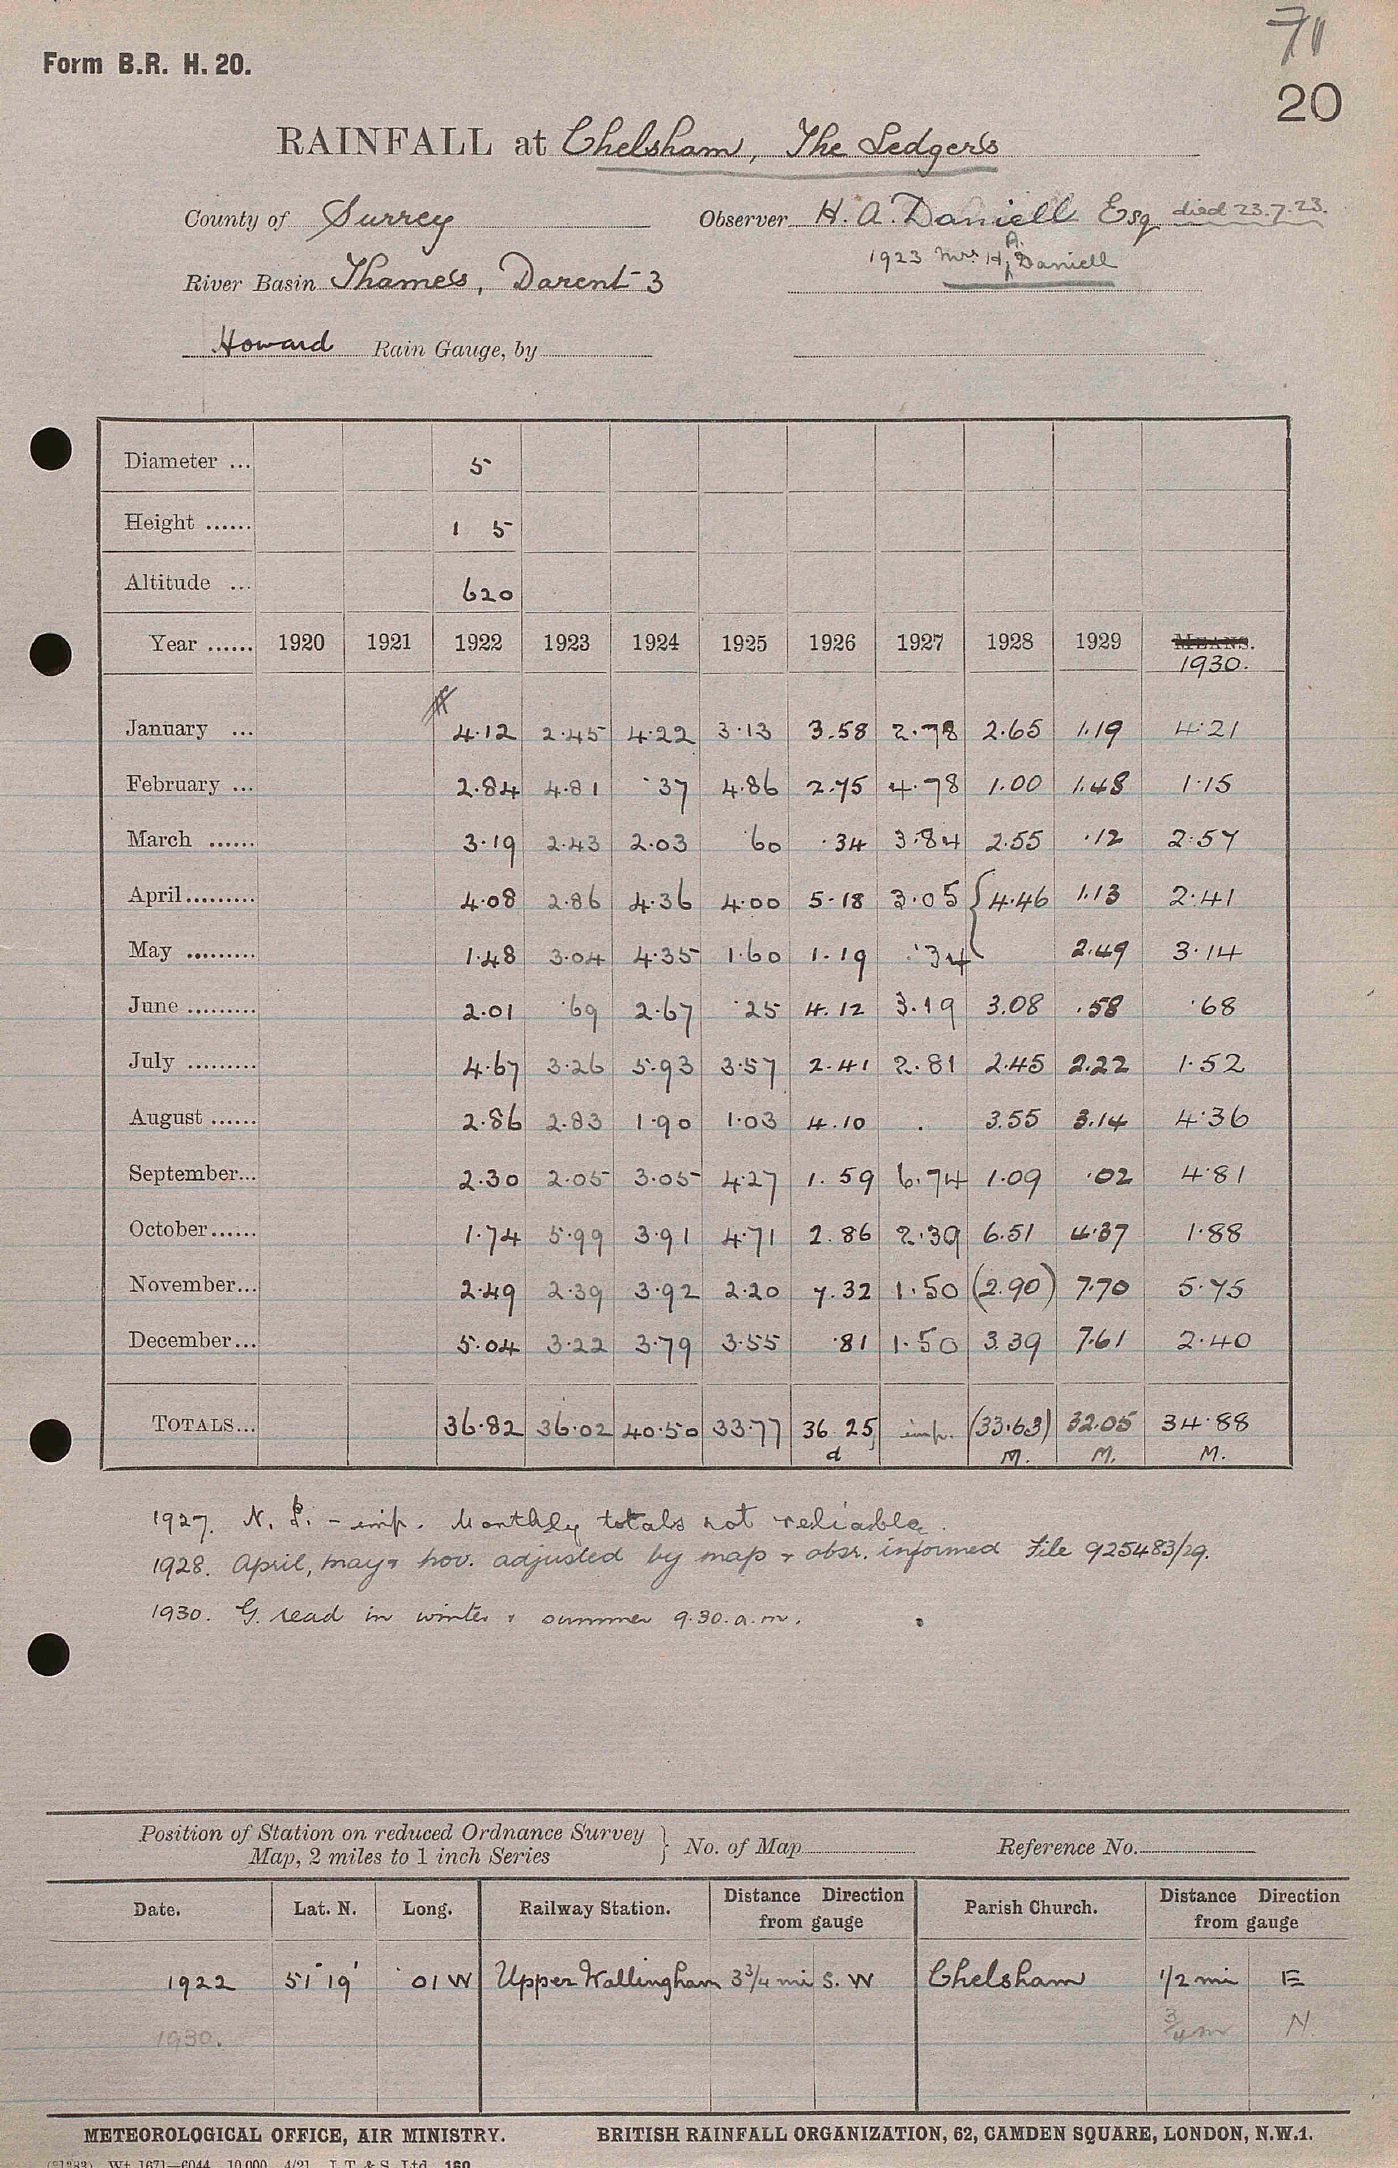 71
Form B.R. H. 20.
20
RAINFALL at Chelsham, The Ledgers
County of Surrey Observer H. A. Daniell Esq died 23.7.23.
1923 Mrs H. A. Daniell
River Basin Thames, Darent - 3
Howard Rain Gauge, by
Diameter ... 5
Height ...... 1 5
Altitude ... 620
Year ...... 1920 1921 1922 1923 1924 1925 1926 1927 1928 1929 MEANS.
1930.
January ... 4.12 2.45 4.22 3.13 3.58 2.78 2.65 1.19 4.21
February ... 2.84 4.81 .37 4.86 2.75 4.78 1.00 1.48 1.15
March ...... 3.19 2.43 2.03 .60 .34 3.84 2.55 .12 2.57
April ......... 4.08 2.86 4.36 4.00 5.18 3.05 { 4.46 1.13 2.41
May ......... 1.48 3.04 4.35 1.60 1.19 .34 2.49 3.14
June ......... 2.01 .69 2.67 .25 4.12 3.19 3.08 .58 .68
July ......... 4.67 3.26 5.93 3.57 2.41 2.81 2.45 2.22 1.52
August ...... 2.86 2.83 1.90 1.03 4.10 . 3.55 3.14 4.36
September... 2.30 2.05 3.05 4.27 1.59 6.74 1.09 .02 4.81
October...... 1.74 5.99 3.91 4.71 2.86 2.39 6.51 4.37 1.88
November... 2.49 2.39 3.92 2.20 7.32 1.50 (2.90) 7.70 5.75
December... 5.04 3.22 3.79 3.55 .81 1.50 3.39 7.61 2.40
TOTALS... 36.82 36.02 40.50 33.77 36.25 imp. (33.63) 32.05 34.88
d M. M. M.
1927. N. P. - imp. Monthly totals not reliable.
1928. April, May & Nov. adjusted by map & obsr. informed File 925483/29.
1930. G. read in winter & summer 9.30.a.m.
Position of Station on reduced Ordnance Survey
Map, 2 miles to 1 inch Series } No. of Map Reference No.
Date. Lat. N. Long. Railway Station. Distance Direction from gauge Parish Church. Distance Direction from gauge
1922 51° 19' °01 W Upper Wallingham 3 3/4 mi S. W Chelsham 1/2 mi E
1930. 3/4 m N.
METEOROLOGICAL OFFICE, AIR MINISTRY. BRITISH RAINFALL ORGANIZATION, 62, CAMDEN SQUARE, LONDON, N.W.1.
Wt. 1671—6044 10,000 4/21 J.T. & S. Ltd. 160